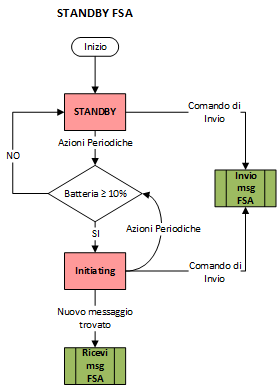 STANDBY FSA
Inizio
STANDBY
Comando di
Invio
Azioni Periodiche
NO
Batteria ≥ 10%
Invio
msg
FSA
SI
Azioni Periodiche
Initiating
Comando di
Invio
Nuovo messaggio
trovato
Ricevi
msg
FSA